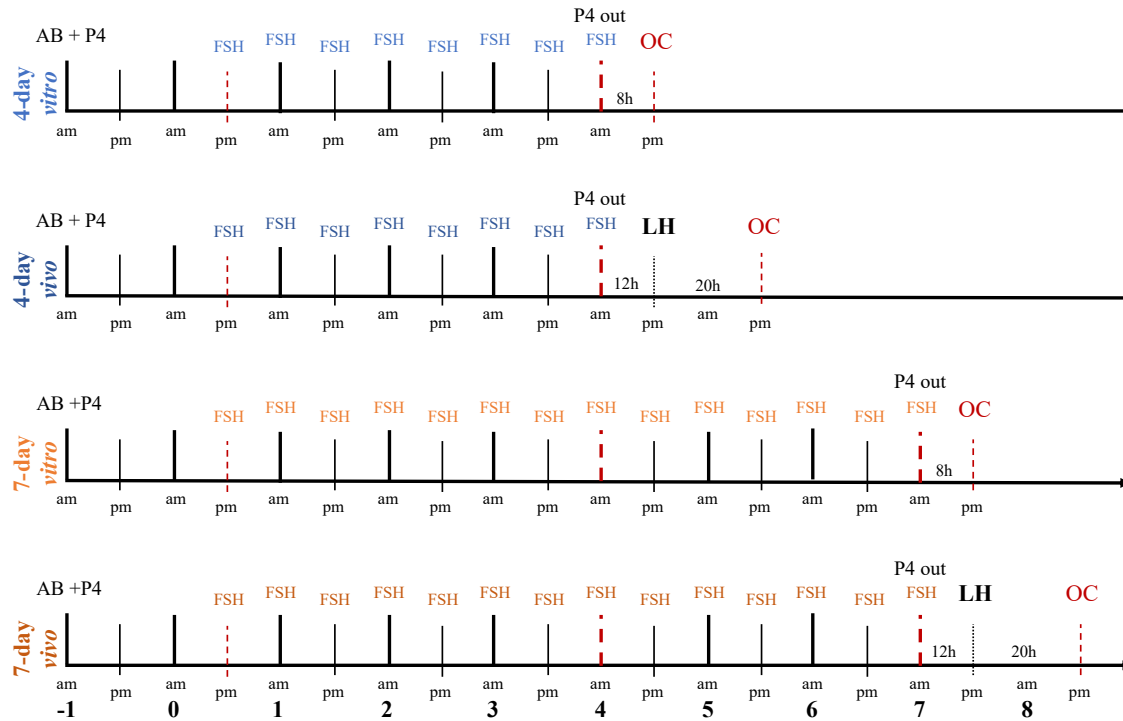 P4 out
AB + P4 FSH FSH FSH FSH FSH FSH FSH FSH OC
4-day
vitro
8h
am pm am pm am pm am pm am pm am pm
P4 out
AB + P4 FSH FSH FSH FSH FSH FSH FSH FSH LH OC
4-day
vivo
12h 20h
am pm am pm am pm am pm am pm am pm am pm
P4 out
AB +P4 FSH FSH FSH FSH FSH FSH FSH FSH FSH FSH FSH FSH FSH FSH OC
7-day
vitro
8h
am pm am pm am pm am pm am pm am pm am pm am pm am pm
P4 out
AB +P4 FSH FSH FSH FSH FSH FSH FSH FSH FSH FSH FSH FSH FSH FSH LH OC
7-day
vivo
12h 20h
am pm am pm am pm am pm am pm am pm am pm am pm am pm am pm
-1 0 1 2 3 4 5 6 7 8